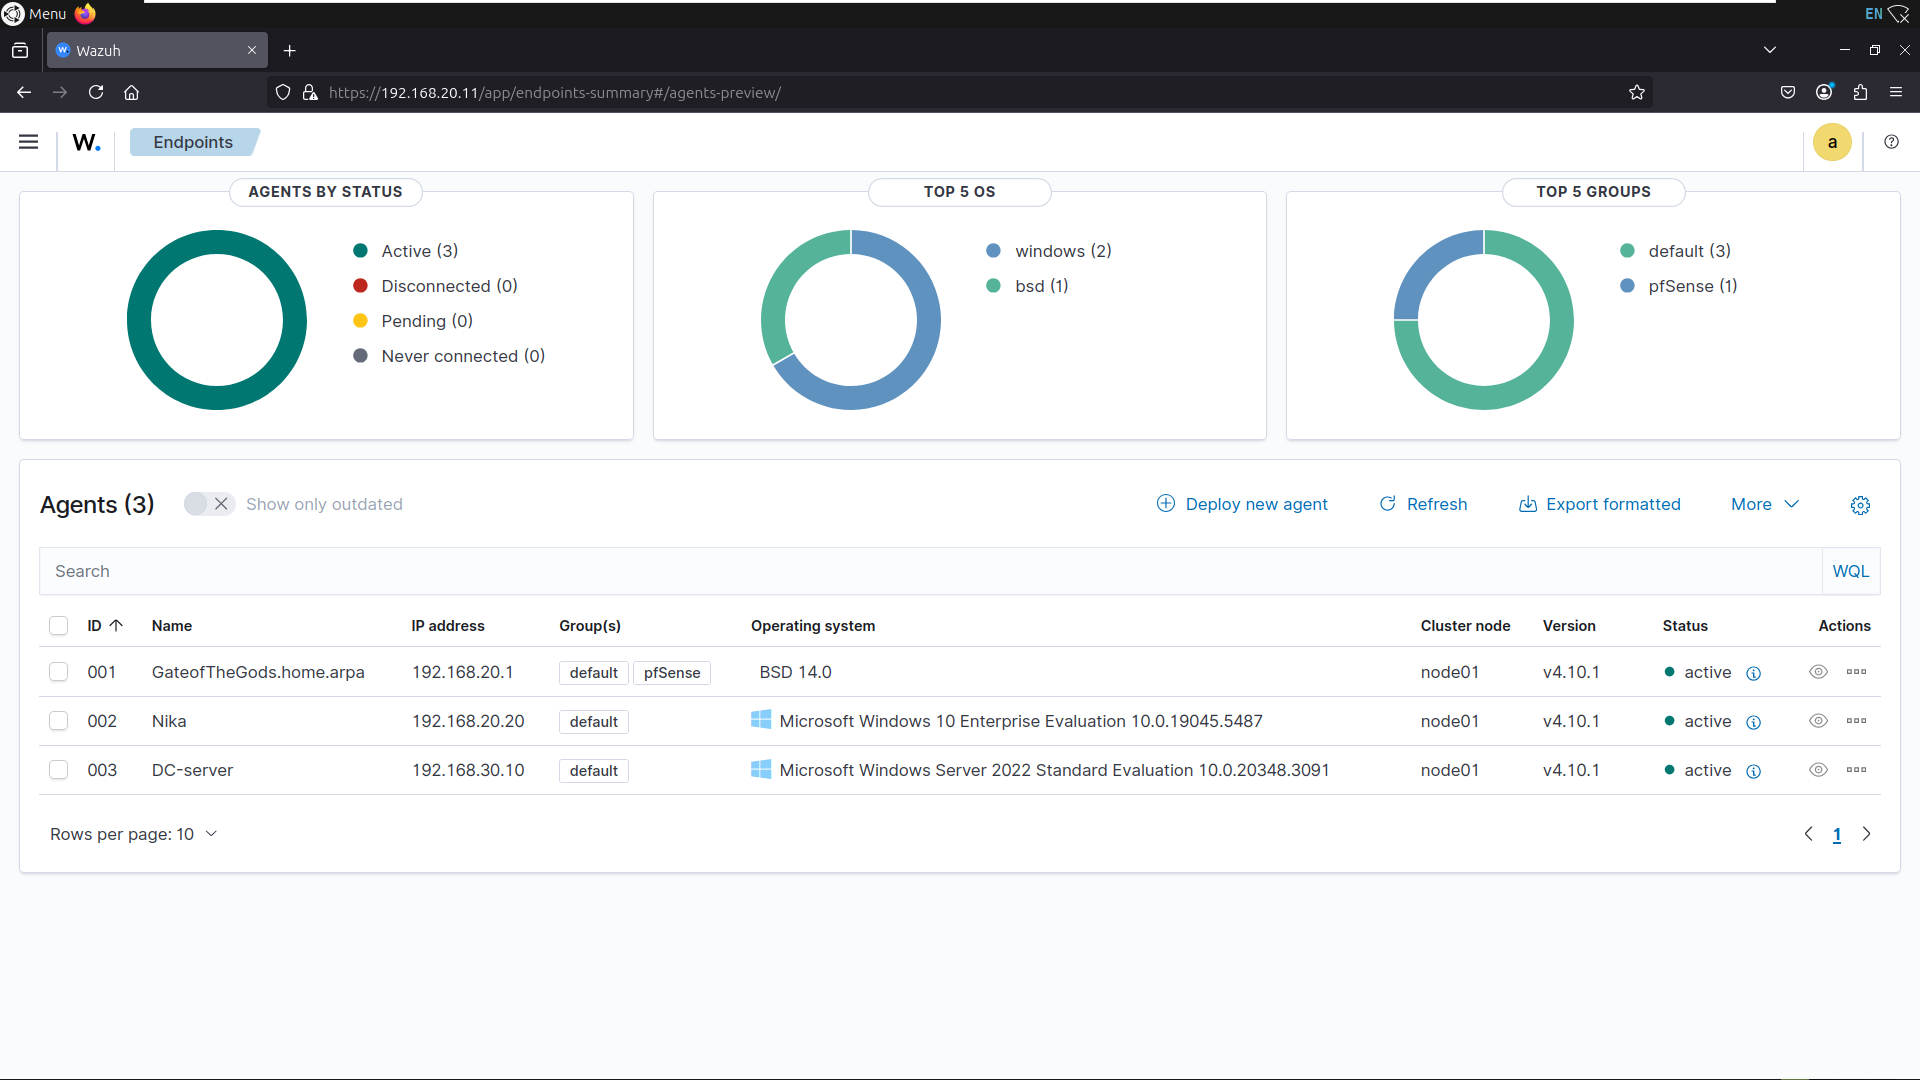 Menu
EN
Wazuh
https://192.168.20.11/app/endpoints-summary#/agents-preview/
W.
Endpoints
a
AGENTS BY STATUS
Active (3)
Disconnected (0)
Pending (0)
Never connected (0)
TOP 5 OS
windows (2)
bsd (1)
TOP 5 GROUPS
default (3)
pfSense (1)
Agents (3) Show only outdated Deploy new agent Refresh Export formatted More
Search WQL
ID Name IP address Group(s) Operating system Cluster node Version Status Actions
001 GateofTheGods.home.arpa 192.168.20.1 default pfSense BSD 14.0 node01 v4.10.1 active
002 Nika 192.168.20.20 default Microsoft Windows 10 Enterprise Evaluation 10.0.19045.5487 node01 v4.10.1 active
003 DC-server 192.168.30.10 default Microsoft Windows Server 2022 Standard Evaluation 10.0.20348.3091 node01 v4.10.1 active
Rows per page: 10 1